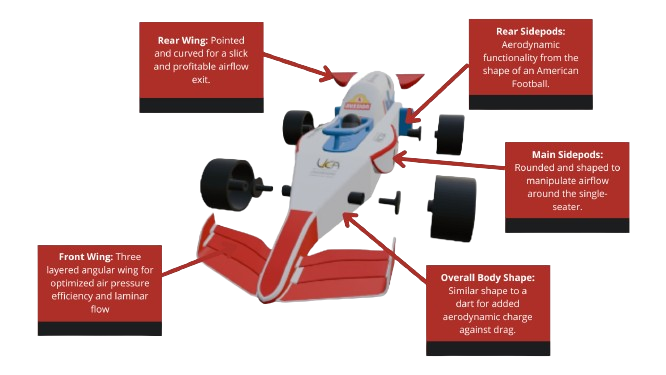 Rear Wing: Pointed
and curved for a slick
and profitable airflow
exit.
Rear Sidepods:
Aerodynamic
functionality from the
shape of an American
Football.
Main Sidepods:
Rounded and shaped to
manipulate airflow
around the single-
seater.
Front Wing: Three
layered angular wing for
optimized air pressure
efficiency and laminar
flow
Overall Body Shape:
Similar shape to a
dart for added
aerodynamic charge
against drag.